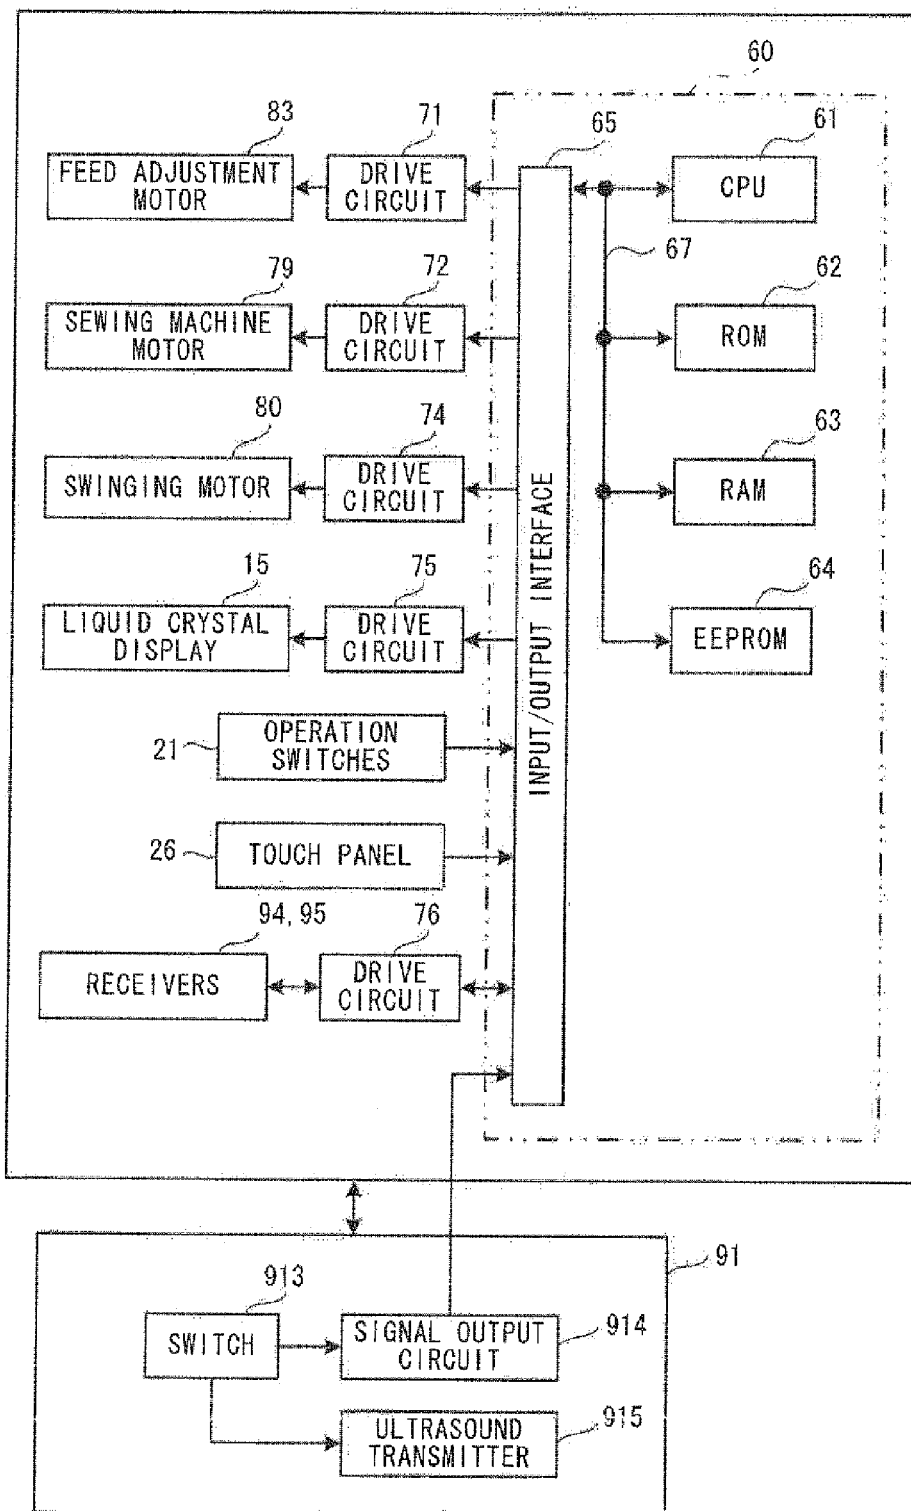 60
83
71
65
61
FEED ADJUSTMENT
MOTOR
DRIVE
CIRCUIT
CPU
67
79
72
62
SEWING MACHINE
MOTOR
DRIVE
CIRCUIT
ROM
80
74
63
SWINGING MOTOR
DRIVE
CIRCUIT
RAM
INPUT/OUTPUT INTERFACE
15
75
64
LIQUID CRYSTAL
DISPLAY
DRIVE
CIRCUIT
EEPROM
21
OPERATION
SWITCHES
26
TOUCH PANEL
94, 95
76
RECEIVERS
DRIVE
CIRCUIT
91
913
SWITCH
SIGNAL OUTPUT
CIRCUIT
914
ULTRASOUND
TRANSMITTER
915